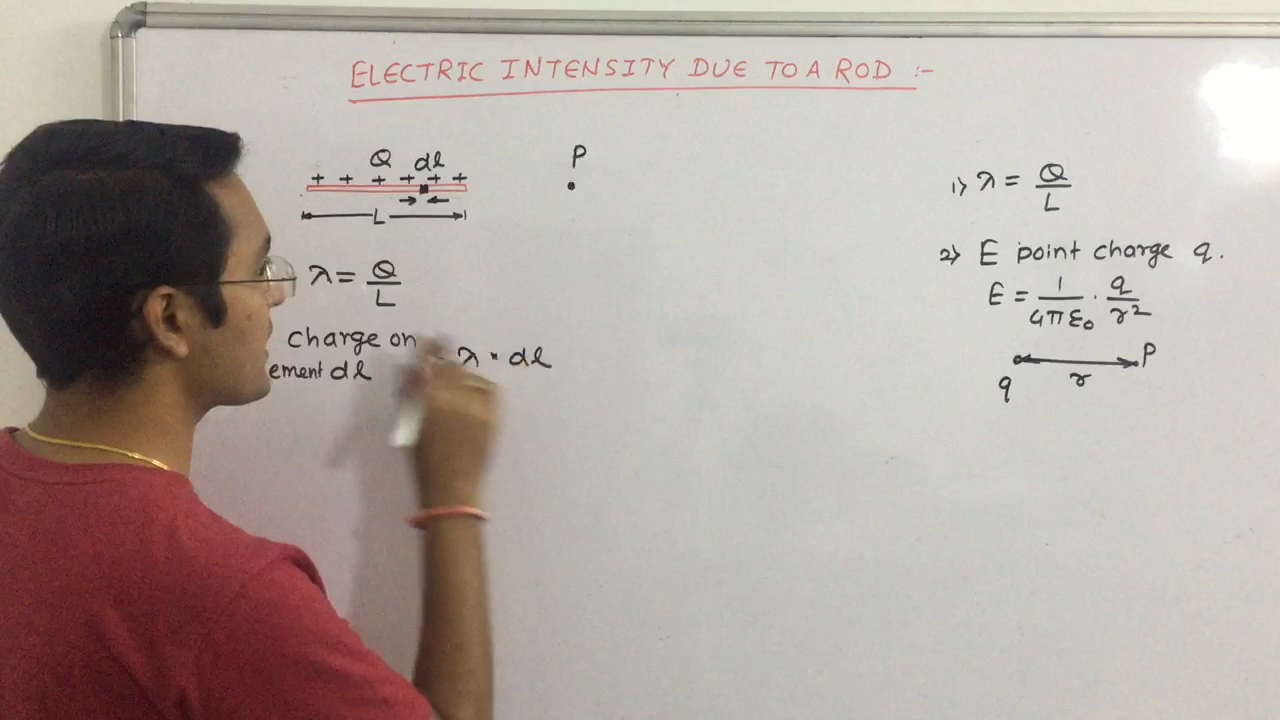 ELECTRIC INTENSITY DUE TO A ROD :-
Q dl
+ + + + + +
L
P
λ = Q/L
charge on
ement dl
λ × dl
1) λ = Q/L
2) E point charge q.
E = 1/4πε₀ · q/r²
q r P